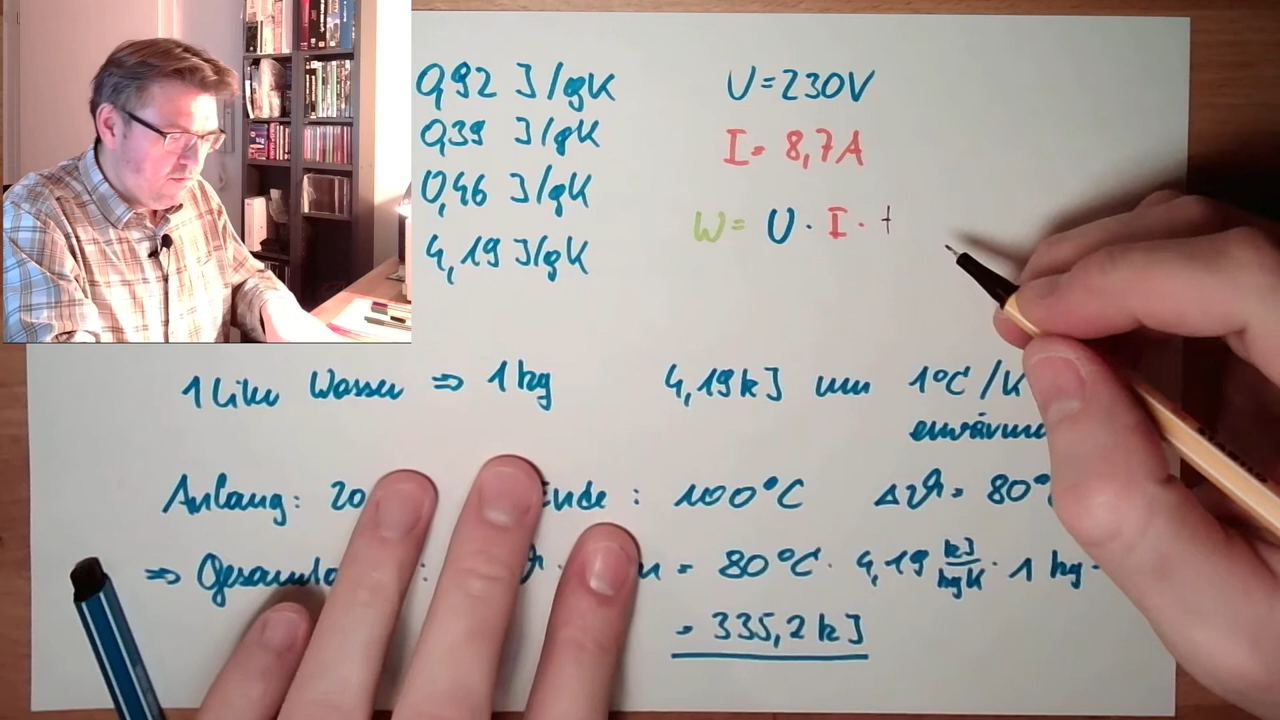 0,92 J/gK
0,39 J/gK
0,46 J/gK
4,19 J/gK
U=230V
I= 8,7A
W= U · I · t
1 Liter Wasser ⇒ 1 kg
4,19 kJ um 1°C/K
Anfang: 20
Ende: 100°C
Δϑ= 80°
⇒ = 80°C · 4,19 kJ/kgK · 1 kg
= 335,2 kJ